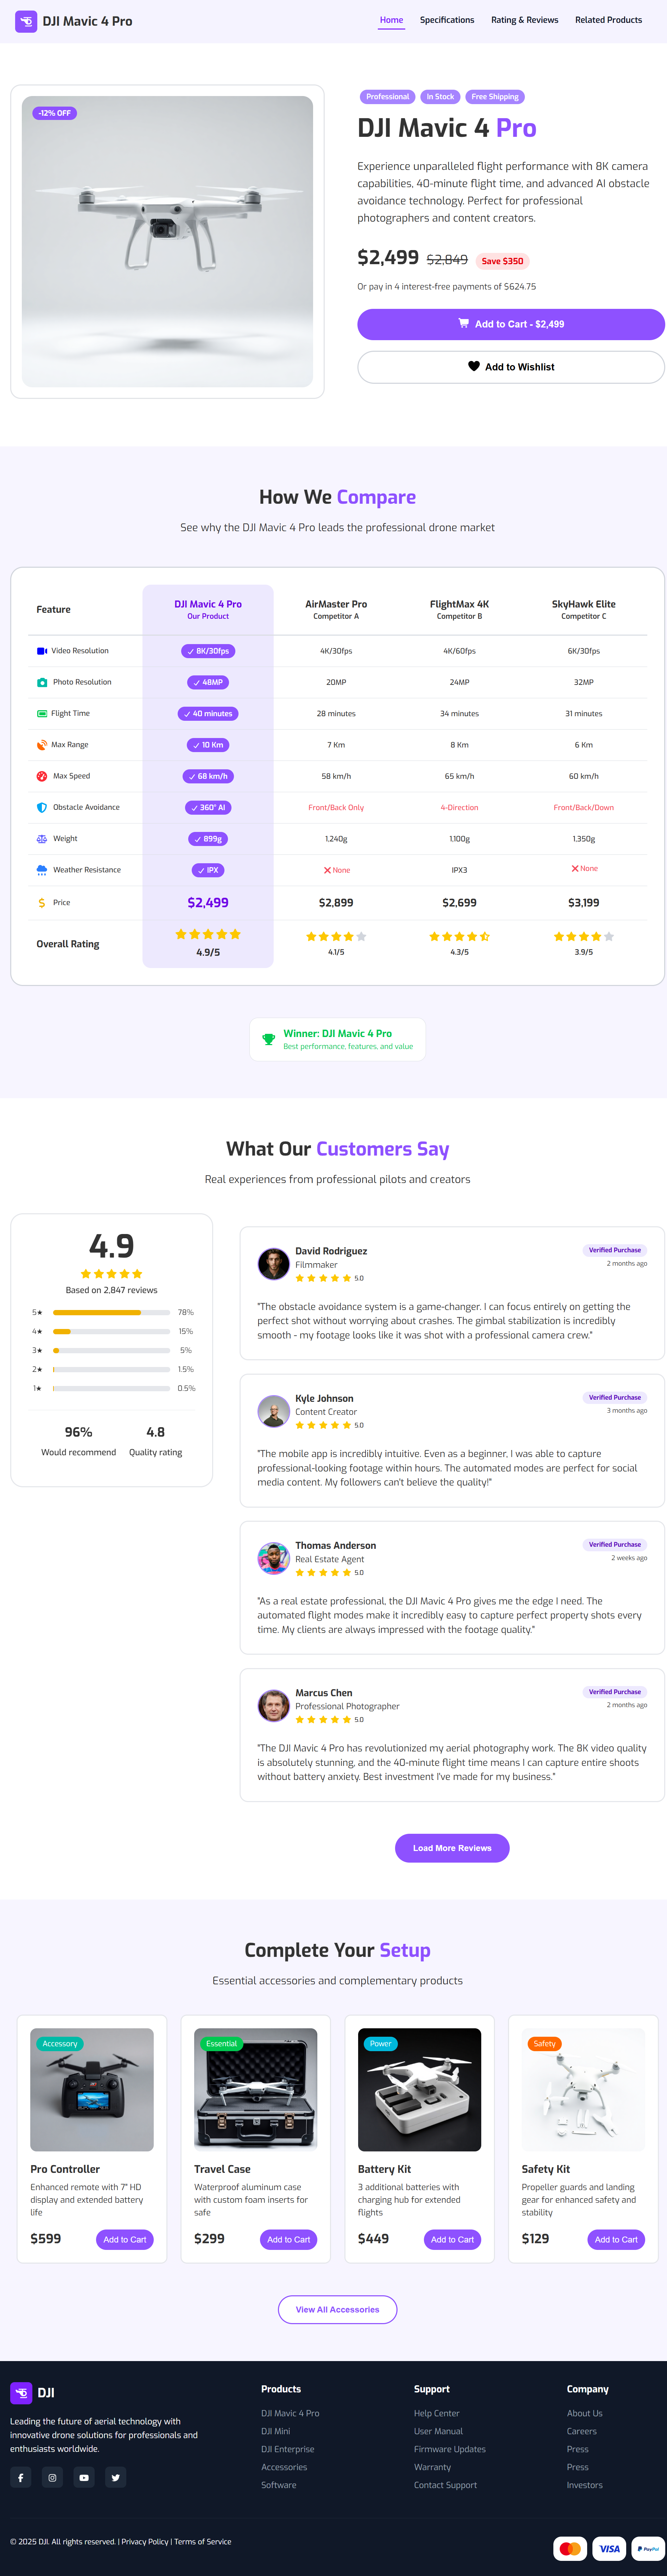 DJI Mavic 4 Pro
Home Specifications Rating & Reviews Related Products
-12% OFF
Professional In Stock Free Shipping
DJI Mavic 4 Pro
Experience unparalleled flight performance with 8K camera
capabilities, 40-minute flight time, and advanced AI obstacle
avoidance technology. Perfect for professional
photographers and content creators.
$2,499 $2,849 Save $350
Or pay in 4 interest-free payments of $624.75
Add to Cart - $2,499
Add to Wishlist
How We Compare
See why the DJI Mavic 4 Pro leads the professional drone market
Feature DJI Mavic 4 Pro AirMaster Pro FlightMax 4K SkyHawk Elite
Our Product Competitor A Competitor B Competitor C
Video Resolution ✓ 8K/30fps 4K/30fps 4K/60fps 6K/30fps
Photo Resolution ✓ 48MP 20MP 24MP 32MP
Flight Time ✓ 40 minutes 28 minutes 34 minutes 31 minutes
Max Range ✓ 10 Km 7 Km 8 Km 6 Km
Max Speed ✓ 68 km/h 58 km/h 65 km/h 60 km/h
Obstacle Avoidance ✓ 360° AI Front/Back Only 4-Direction Front/Back/Down
Weight ✓ 899g 1,240g 1,100g 1,350g
Weather Resistance ✓ IPX ✕ None IPX3 ✕ None
Price $2,499 $2,899 $2,699 $3,199
Overall Rating 4.9/5 4.1/5 4.3/5 3.9/5
Winner: DJI Mavic 4 Pro
Best performance, features, and value
What Our Customers Say
Real experiences from professional pilots and creators
4.9
Based on 2,847 reviews
5★ 78%
4★ 15%
3★ 5%
2★ 1.5%
1★ 0.5%
96% 4.8
Would recommend Quality rating
David Rodriguez Verified Purchase
Filmmaker 2 months ago
5.0
"The obstacle avoidance system is a game-changer. I can focus entirely on getting the
perfect shot without worrying about crashes. The gimbal stabilization is incredibly
smooth - my footage looks like it was shot with a professional camera crew."
Kyle Johnson Verified Purchase
Content Creator 3 months ago
5.0
"The mobile app is incredibly intuitive. Even as a beginner, I was able to capture
professional-looking footage within hours. The automated modes are perfect for social
media content. My followers can't believe the quality!"
Thomas Anderson Verified Purchase
Real Estate Agent 2 weeks ago
5.0
"As a real estate professional, the DJI Mavic 4 Pro gives me the edge I need. The
automated flight modes make it incredibly easy to capture perfect property shots every
time. My clients are always impressed with the footage quality."
Marcus Chen Verified Purchase
Professional Photographer 2 months ago
5.0
"The DJI Mavic 4 Pro has revolutionized my aerial photography work. The 8K video quality
is absolutely stunning, and the 40-minute flight time means I can capture entire shoots
without battery anxiety. Best investment I've made for my business."
Load More Reviews
Complete Your Setup
Essential accessories and complementary products
Accessory
Pro Controller
Enhanced remote with 7" HD
display and extended battery
life
$599 Add to Cart
Essential
Travel Case
Waterproof aluminum case
with custom foam inserts for
safe
$299 Add to Cart
Power
Battery Kit
3 additional batteries with
charging hub for extended
flights
$449 Add to Cart
Safety
Safety Kit
Propeller guards and landing
gear for enhanced safety and
stability
$129 Add to Cart
View All Accessories
DJI
Leading the future of aerial technology with
innovative drone solutions for professionals and
enthusiasts worldwide.
Products
DJI Mavic 4 Pro
DJI Mini
DJI Enterprise
Accessories
Software
Support
Help Center
User Manual
Firmware Updates
Warranty
Contact Support
Company
About Us
Careers
Press
Press
Investors
© 2025 DJI. All rights reserved. | Privacy Policy | Terms of Service
VISA PayPal